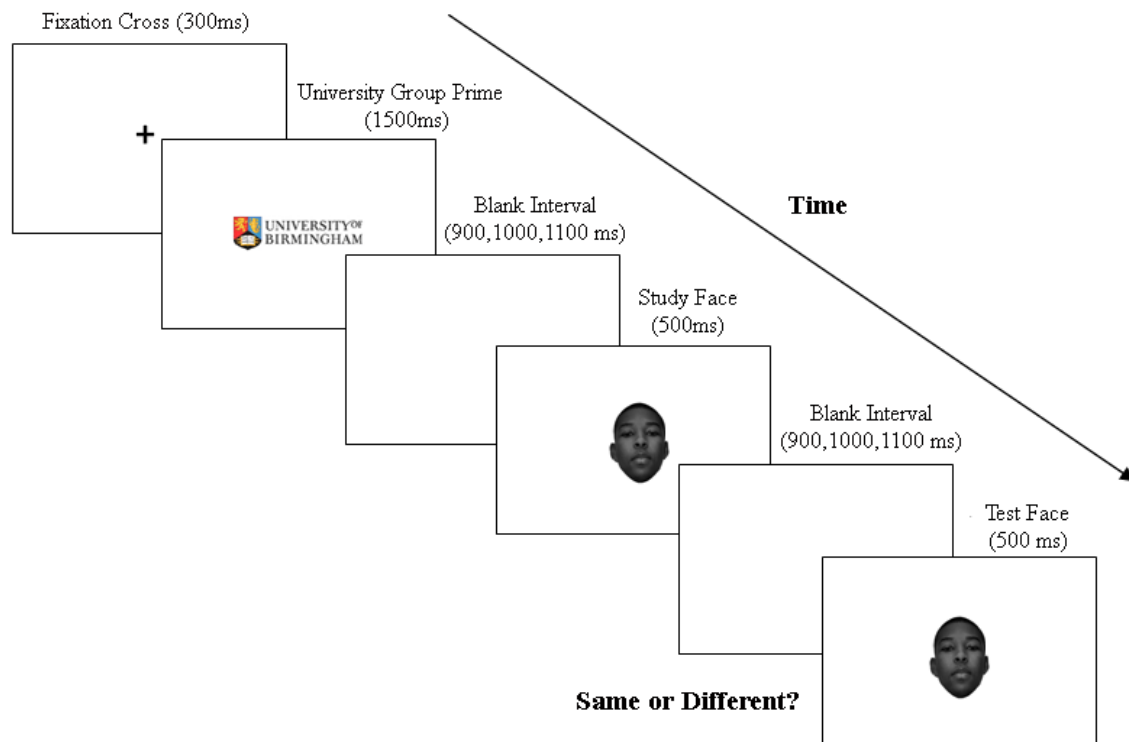 Fixation Cross (300ms)
University Group Prime
(1500ms)
UNIVERSITY OF
BIRMINGHAM
Blank Interval
(900,1000,1100 ms)
Time
Study Face
(500ms)
Blank Interval
(900,1000,1100 ms)
Test Face
(500 ms)
Same or Different?